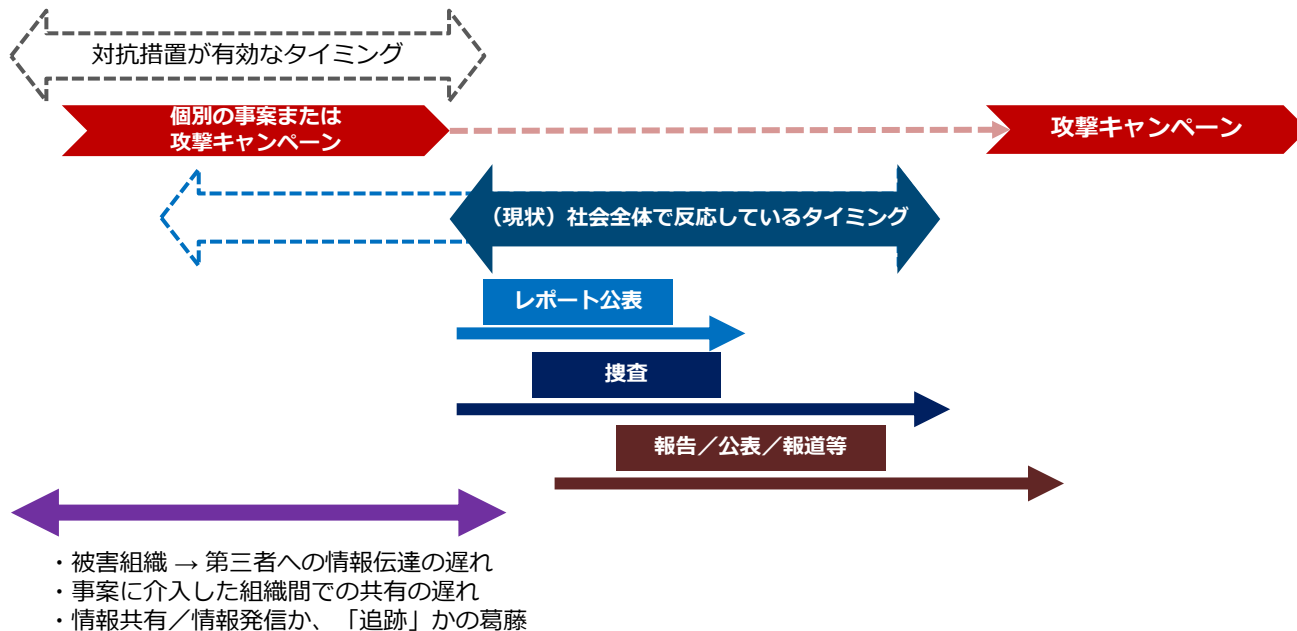 対抗措置が有効なタイミング
個別の事案または
攻撃キャンペーン
攻撃キャンペーン
（現状）社会全体で反応しているタイミング
レポート公表
捜査
報告／公表／報道等
・被害組織 → 第三者への情報伝達の遅れ
・事案に介入した組織間での共有の遅れ
・情報共有／情報発信か、「追跡」かの葛藤